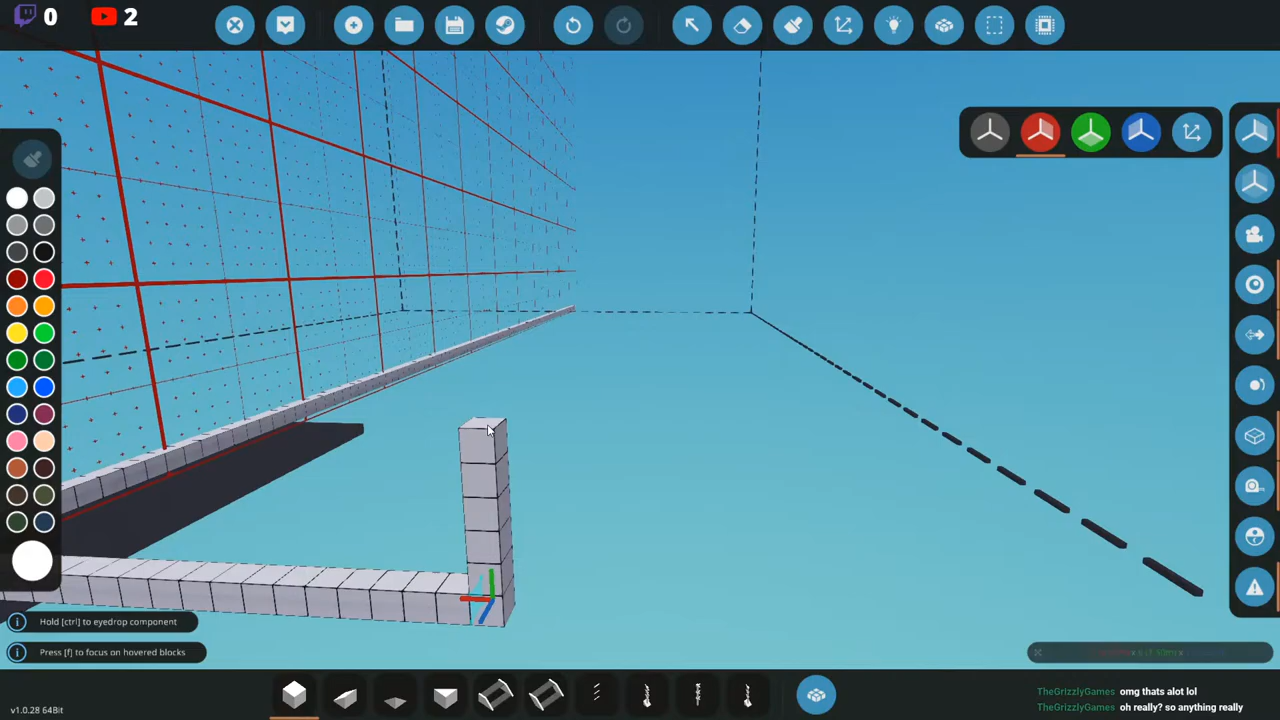 0
2
Hold [ctrl] to eyedrop component
Press [f] to focus on hovered blocks
v1.0.28 64Bit
TheGrizzlyGames omg thats alot lol
TheGrizzlyGames oh really? so anything really